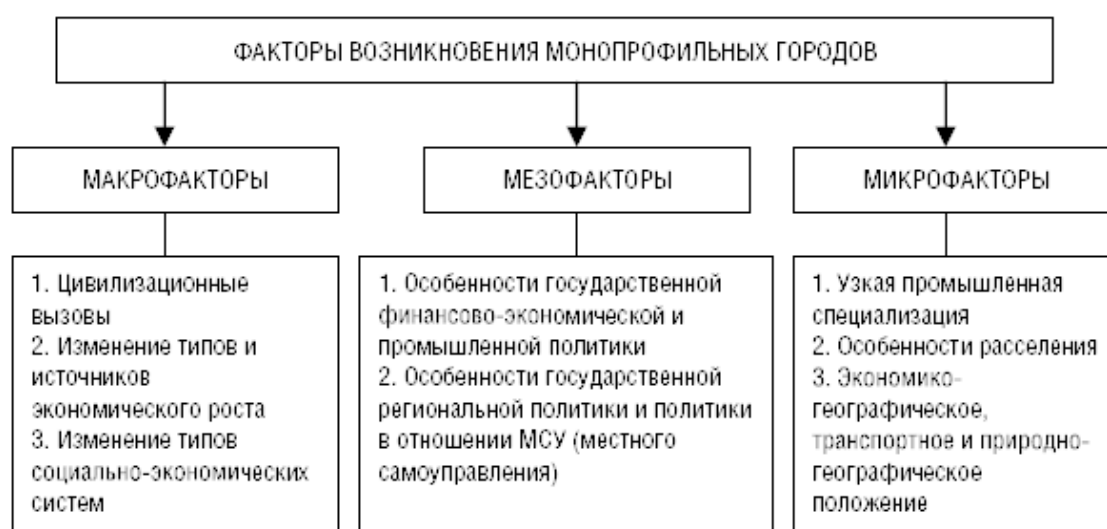 ФАКТОРЫ ВОЗНИКНОВЕНИЯ МОНОПРОФИЛЬНЫХ ГОРОДОВ
МАКРОФАКТОРЫ
МЕЗОФАКТОРЫ
МИКРОФАКТОРЫ
1. Цивилизационные
вызовы
2. Изменение типов и
источников
экономического роста
3. Изменение типов
социально-экономических
систем
1. Особенности государственной
финансово-экономической и
промышленной политики
2. Особенности государственной
региональной политики и политики
в отношении МСУ (местного
самоуправления)
1. Узкая промышленная
специализация
2. Особенности расселения
3. Экономико-
географическое,
транспортное и природно-
географическое
положение